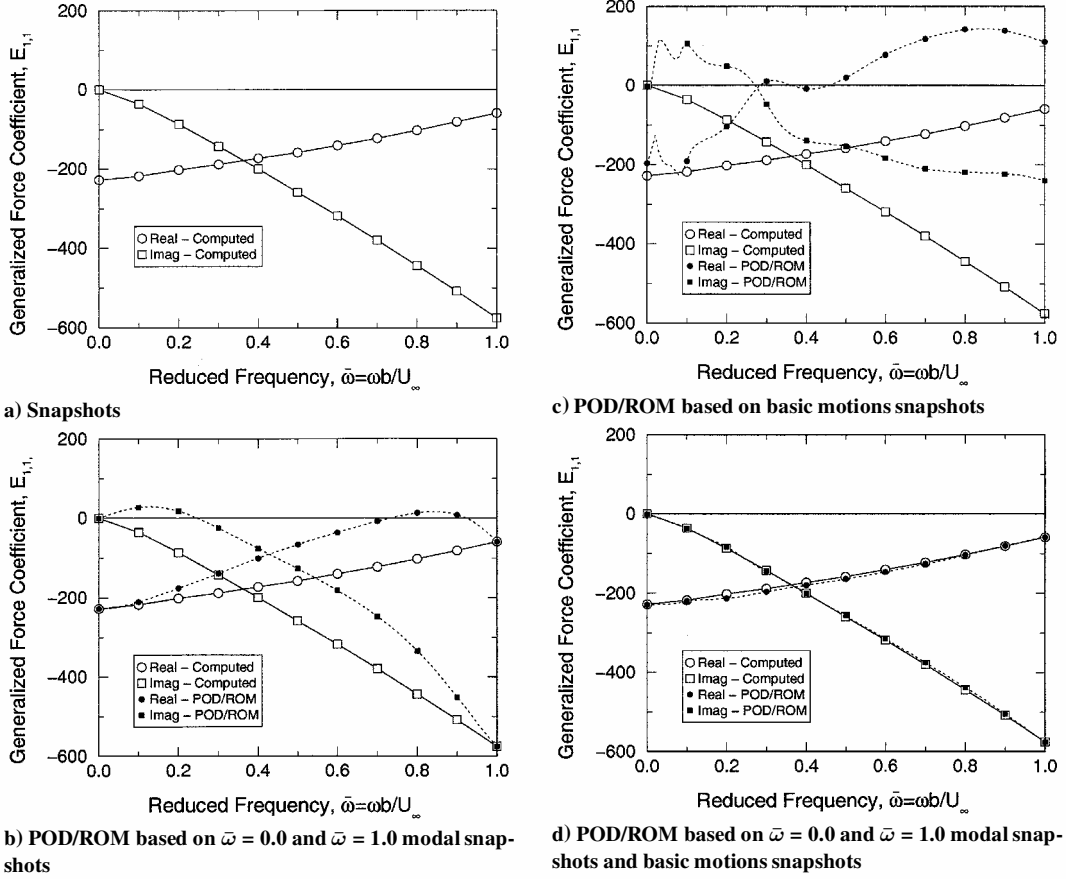 200
0
−200
−400
−600
0.0 0.2 0.4 0.6 0.8 1.0
Generalized Force Coefficient, E1,1
Real − Computed
Imag − Computed
Reduced Frequency, ω̄=ωb/U∞
a) Snapshots
200
0
−200
−400
−600
0.0 0.2 0.4 0.6 0.8 1.0
Generalized Force Coefficient, E1,1,
Real − Computed
Imag − Computed
Real − POD/ROM
Imag − POD/ROM
Reduced Frequency, ω̄=ωb/U∞
b) POD/ROM based on ω̄ = 0.0 and ω̄ = 1.0 modal snap-
shots
200
0
−200
−400
−600
0.0 0.2 0.4 0.6 0.8 1.0
Generalized Force Coefficient, E1,1
Real − Computed
Imag − Computed
Real − POD/ROM
Imag − POD/ROM
Reduced Frequency, ω̄=ωb/U∞
c) POD/ROM based on basic motions snapshots
200
0
−200
−400
−600
0.0 0.2 0.4 0.6 0.8 1.0
Generalized Force Coefficient, E1,1
Real − Computed
Imag − Computed
Real − POD/ROM
Imag − POD/ROM
Reduced Frequency, ω̄=ωb/U∞
d) POD/ROM based on ω̄ = 0.0 and ω̄ = 1.0 modal snap-
shots and basic motions snapshots